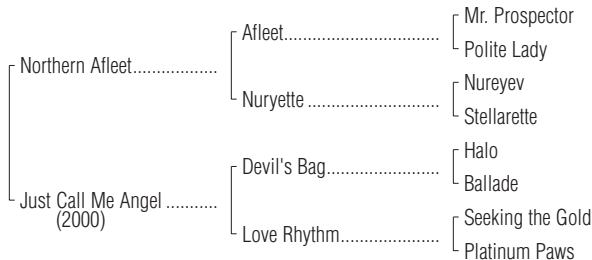 Mr. Prospector
Afleet
Polite Lady
Northern Afleet
Nureyev
Nuryette
Stellarette
Halo
Devil's Bag
Ballade
Just Call Me Angel
(2000)
Seeking the Gold
Love Rhythm
Platinum Paws